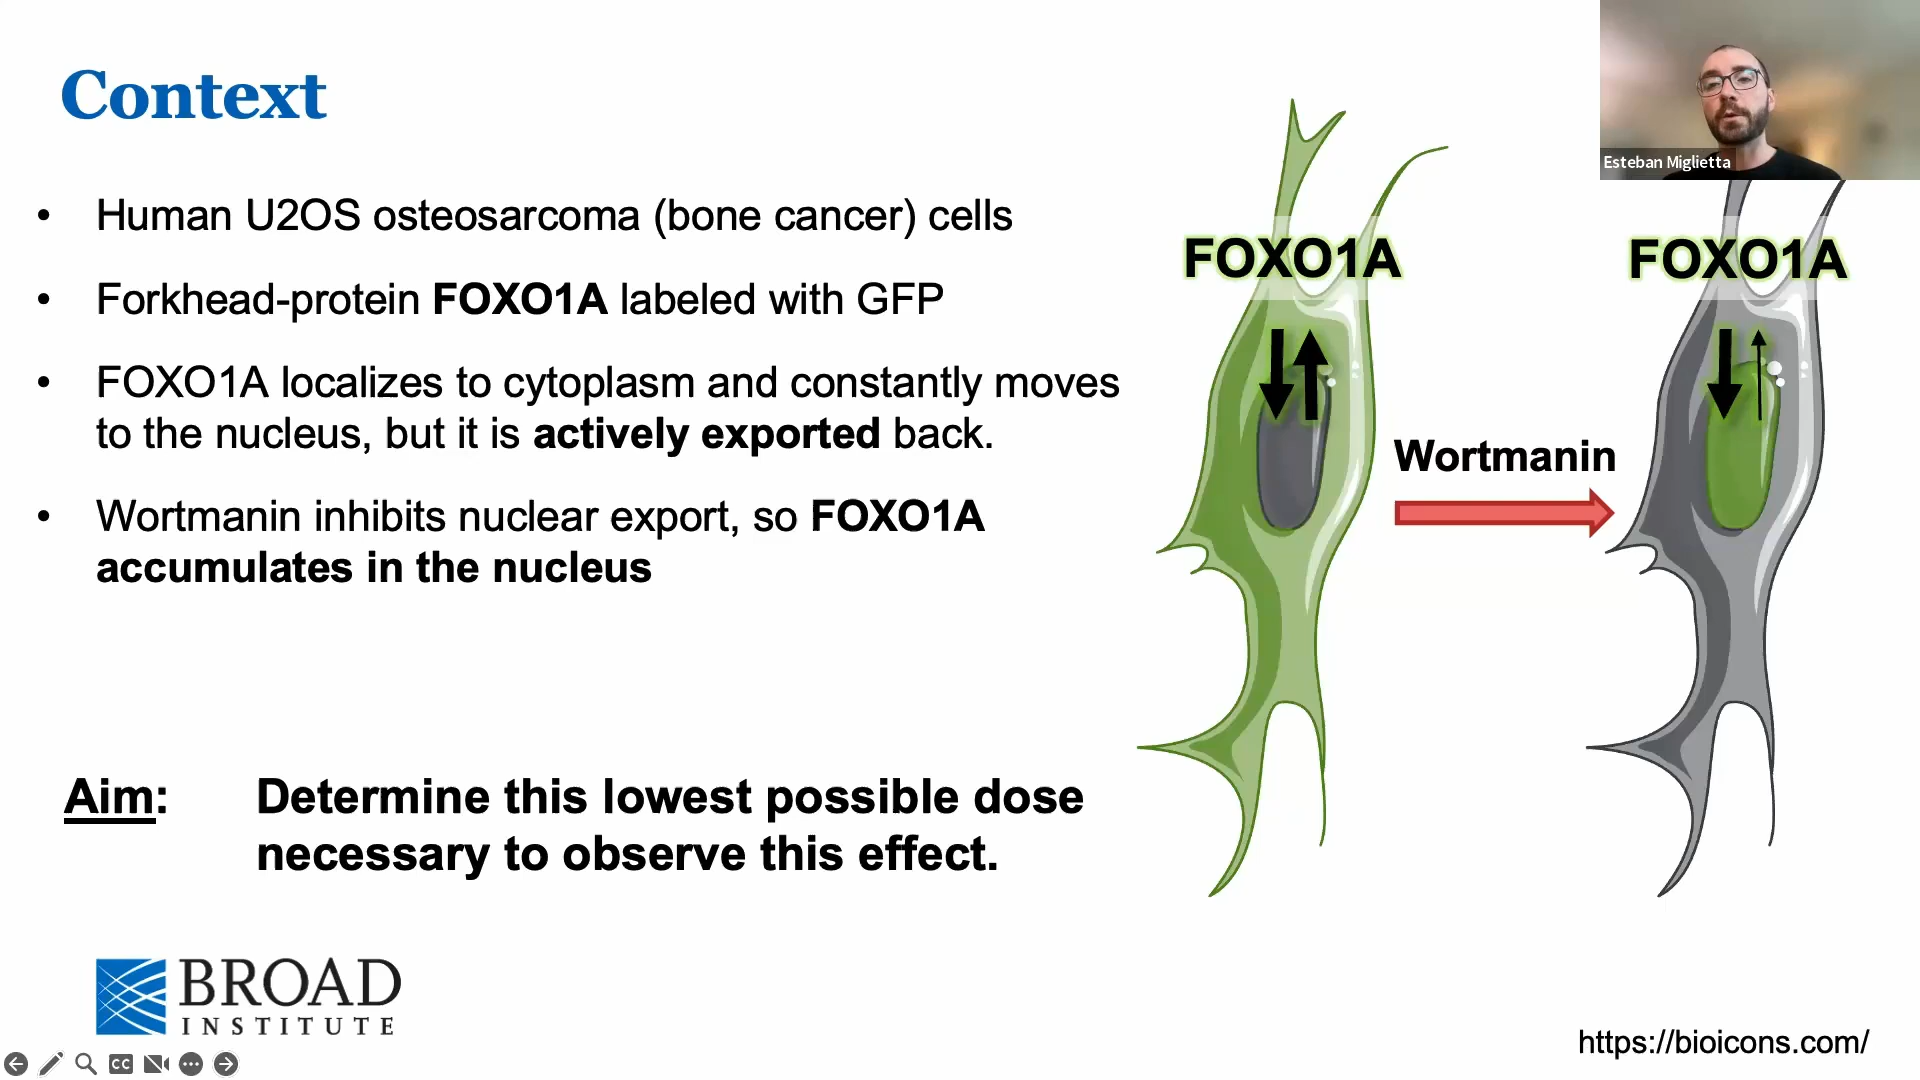 Context
Esteban Miglietta
• Human U2OS osteosarcoma (bone cancer) cells
• Forkhead-protein FOXO1A labeled with GFP
• FOXO1A localizes to cytoplasm and constantly moves
to the nucleus, but it is actively exported back.
• Wortmanin inhibits nuclear export, so FOXO1A
accumulates in the nucleus
FOXO1A
FOXO1A
Wortmanin
Aim: Determine this lowest possible dose
necessary to observe this effect.
BROAD
INSTITUTE
CC
https://bioicons.com/